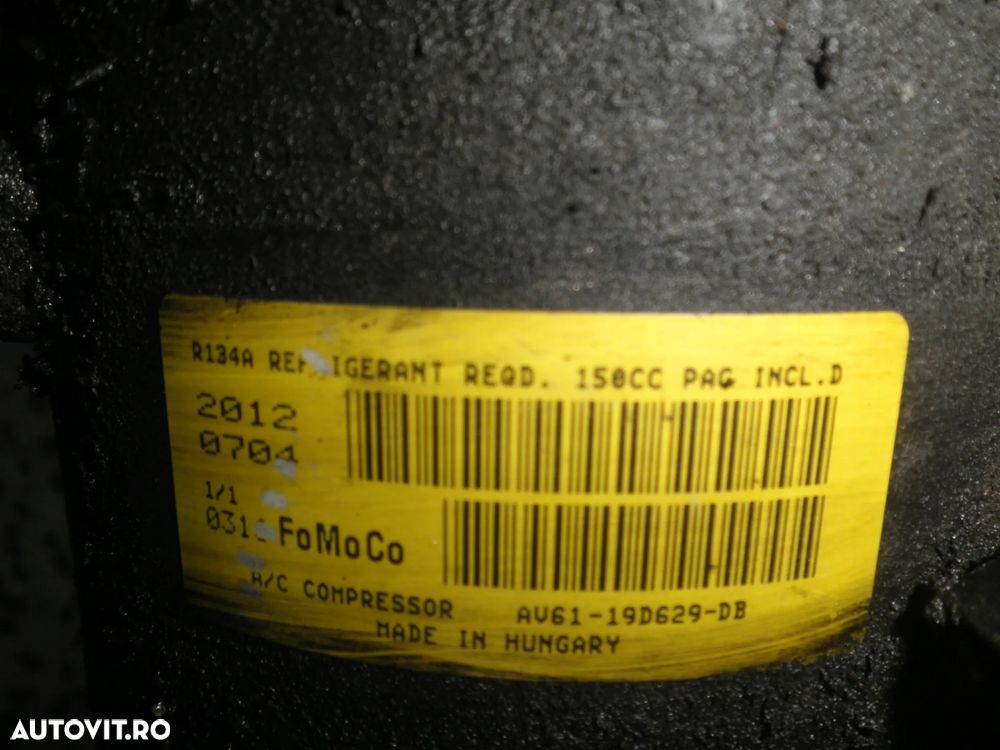 R134A REFRIGERANT REQD. 150CC PAG INCL.D
2012
0704
1/1
FoMoCo
A/C COMPRESSOR AV61-19D629-DB
MADE IN HUNGARY
AUTOVIT.RO